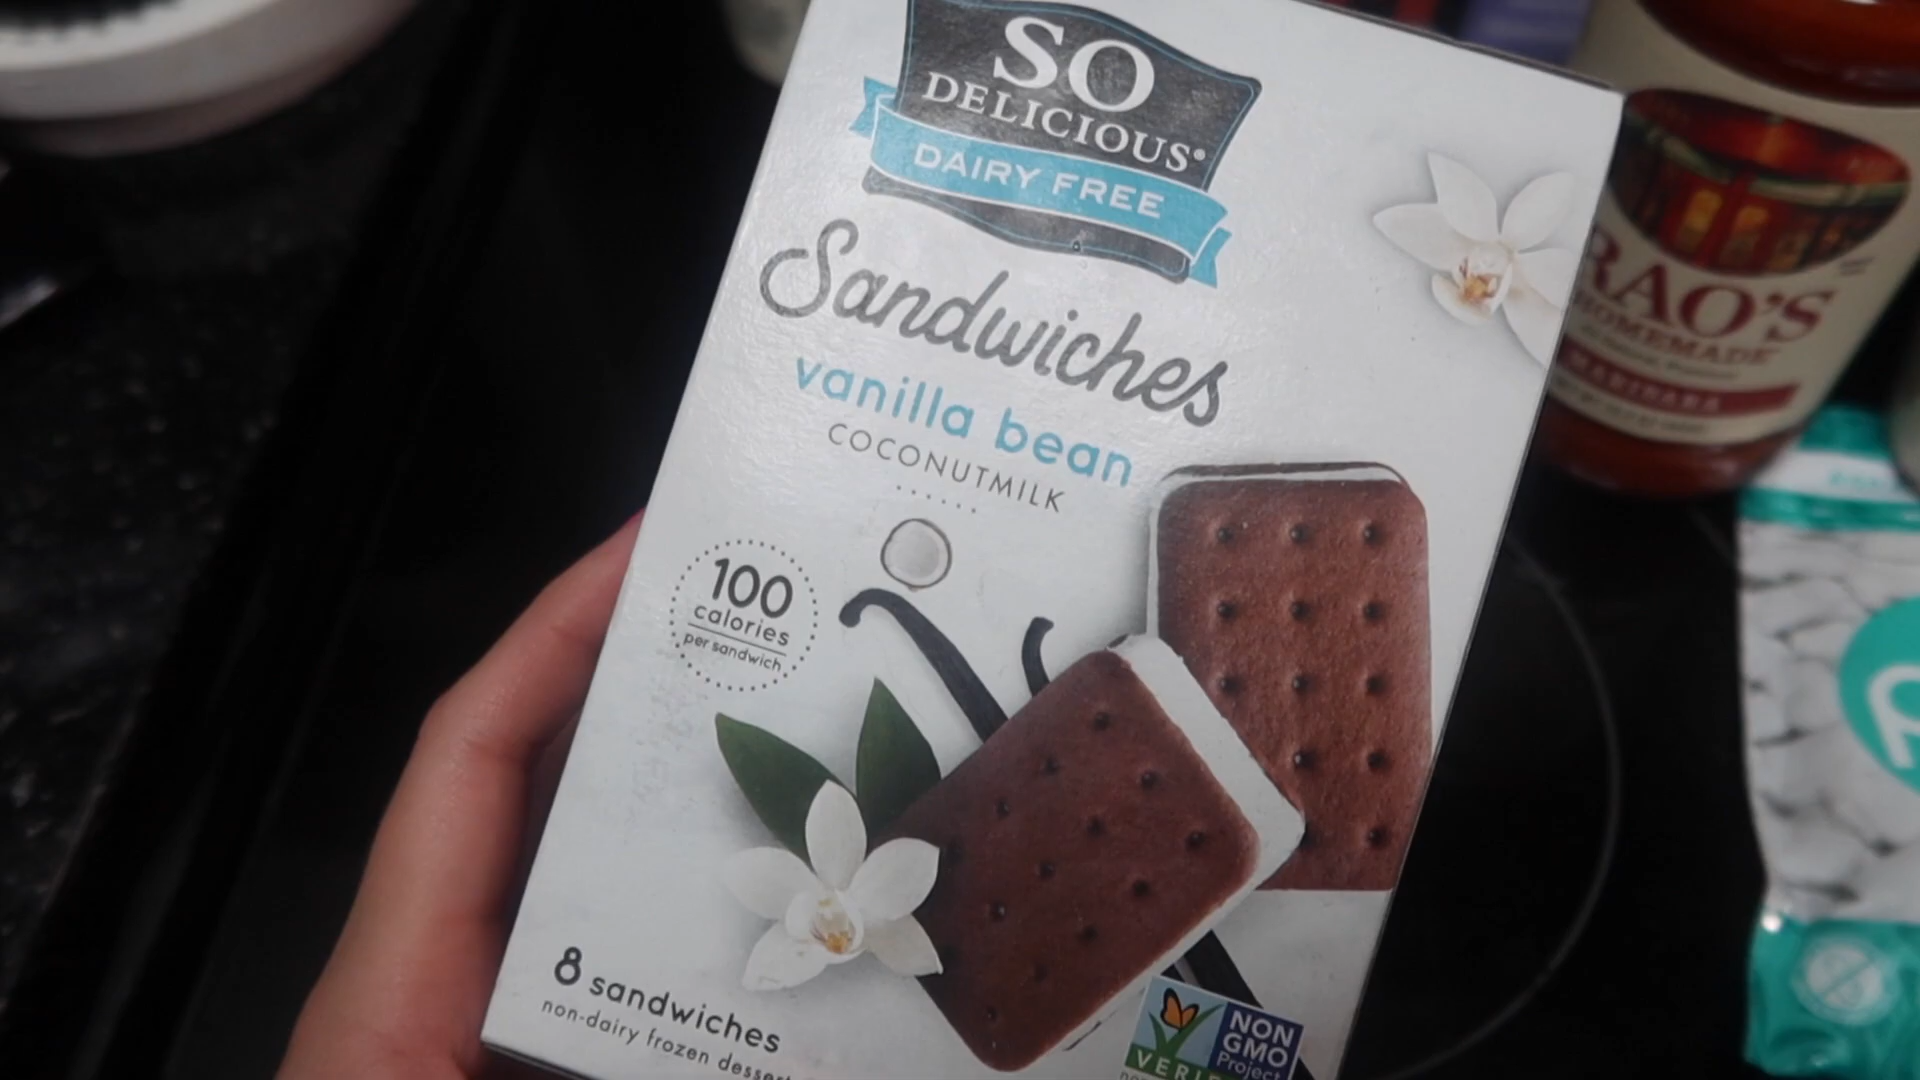 SO
DELICIOUS®
DAIRY FREE
Sandwiches
vanilla bean
COCONUTMILK
100
calories
per sandwich
8 sandwiches
non-dairy frozen dessert
NON
GMO
Project
VERI
RAO'S
HOMEMADE
MARINARA